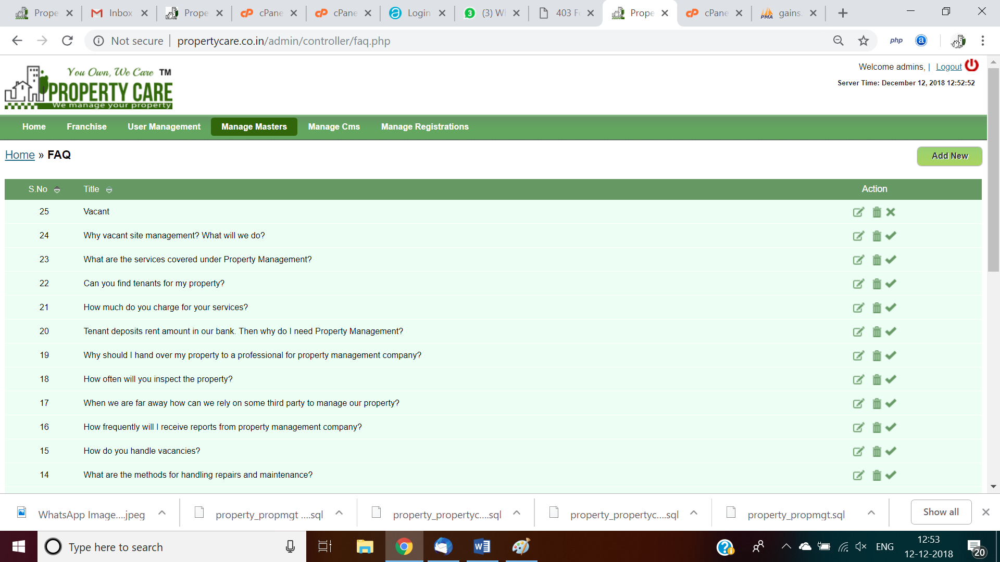 Prope
Inbox
Prope
cPane
cPane
Login
3
(3) W
403 F
Prope
cPane
PMA
gains.
Not secure
propertycare.co.in/admin/controller/faq.php
php
a
You Own, We Care TM
PROPERTY CARE
We manage your property
Welcome admins, | Logout
Server Time: December 12, 2018 12:52:52
Home Franchise User Management Manage Masters Manage Cms Manage Registrations
Home » FAQ
Add New
S.No Title Action
25 Vacant
24 Why vacant site management? What will we do?
23 What are the services covered under Property Management?
22 Can you find tenants for my property?
21 How much do you charge for your services?
20 Tenant deposits rent amount in our bank. Then why do I need Property Management?
19 Why should I hand over my property to a professional for property management company?
18 How often will you inspect the property?
17 When we are far away how can we rely on some third party to manage our property?
16 How frequently will I receive reports from property management company?
15 How do you handle vacancies?
14 What are the methods for handling repairs and maintenance?
WhatsApp Image....jpeg
property_propmgt ....sql
property_propertyc....sql
property_propertyc....sql
property_propmgt.sql
Show all
Type here to search
ENG
12:53
12-12-2018
20